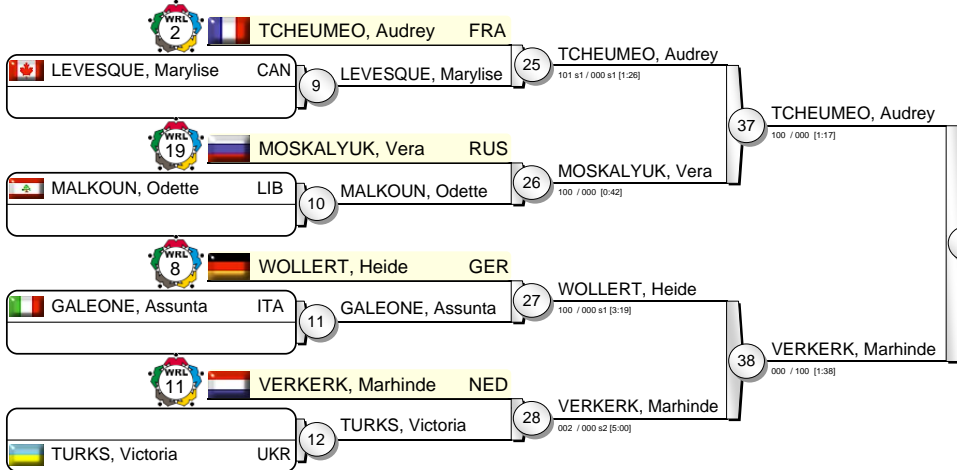 WRL
2
TCHEUMEO, Audrey FRA
LEVESQUE, Marylise CAN
9
LEVESQUE, Marylise
25
TCHEUMEO, Audrey
101 s1 / 000 s1 [1:26]
37
TCHEUMEO, Audrey
100 / 000 [1:17]
WRL
19
MOSKALYUK, Vera RUS
MALKOUN, Odette LIB
10
MALKOUN, Odette
26
MOSKALYUK, Vera
100 / 000 [0:42]
WRL
8
WOLLERT, Heide GER
GALEONE, Assunta ITA
11
GALEONE, Assunta
27
WOLLERT, Heide
100 / 000 s1 [3:19]
38
VERKERK, Marhinde
000 / 100 [1:38]
WRL
11
VERKERK, Marhinde NED
TURKS, Victoria UKR
12
TURKS, Victoria
28
VERKERK, Marhinde
002 / 000 s2 [5:00]